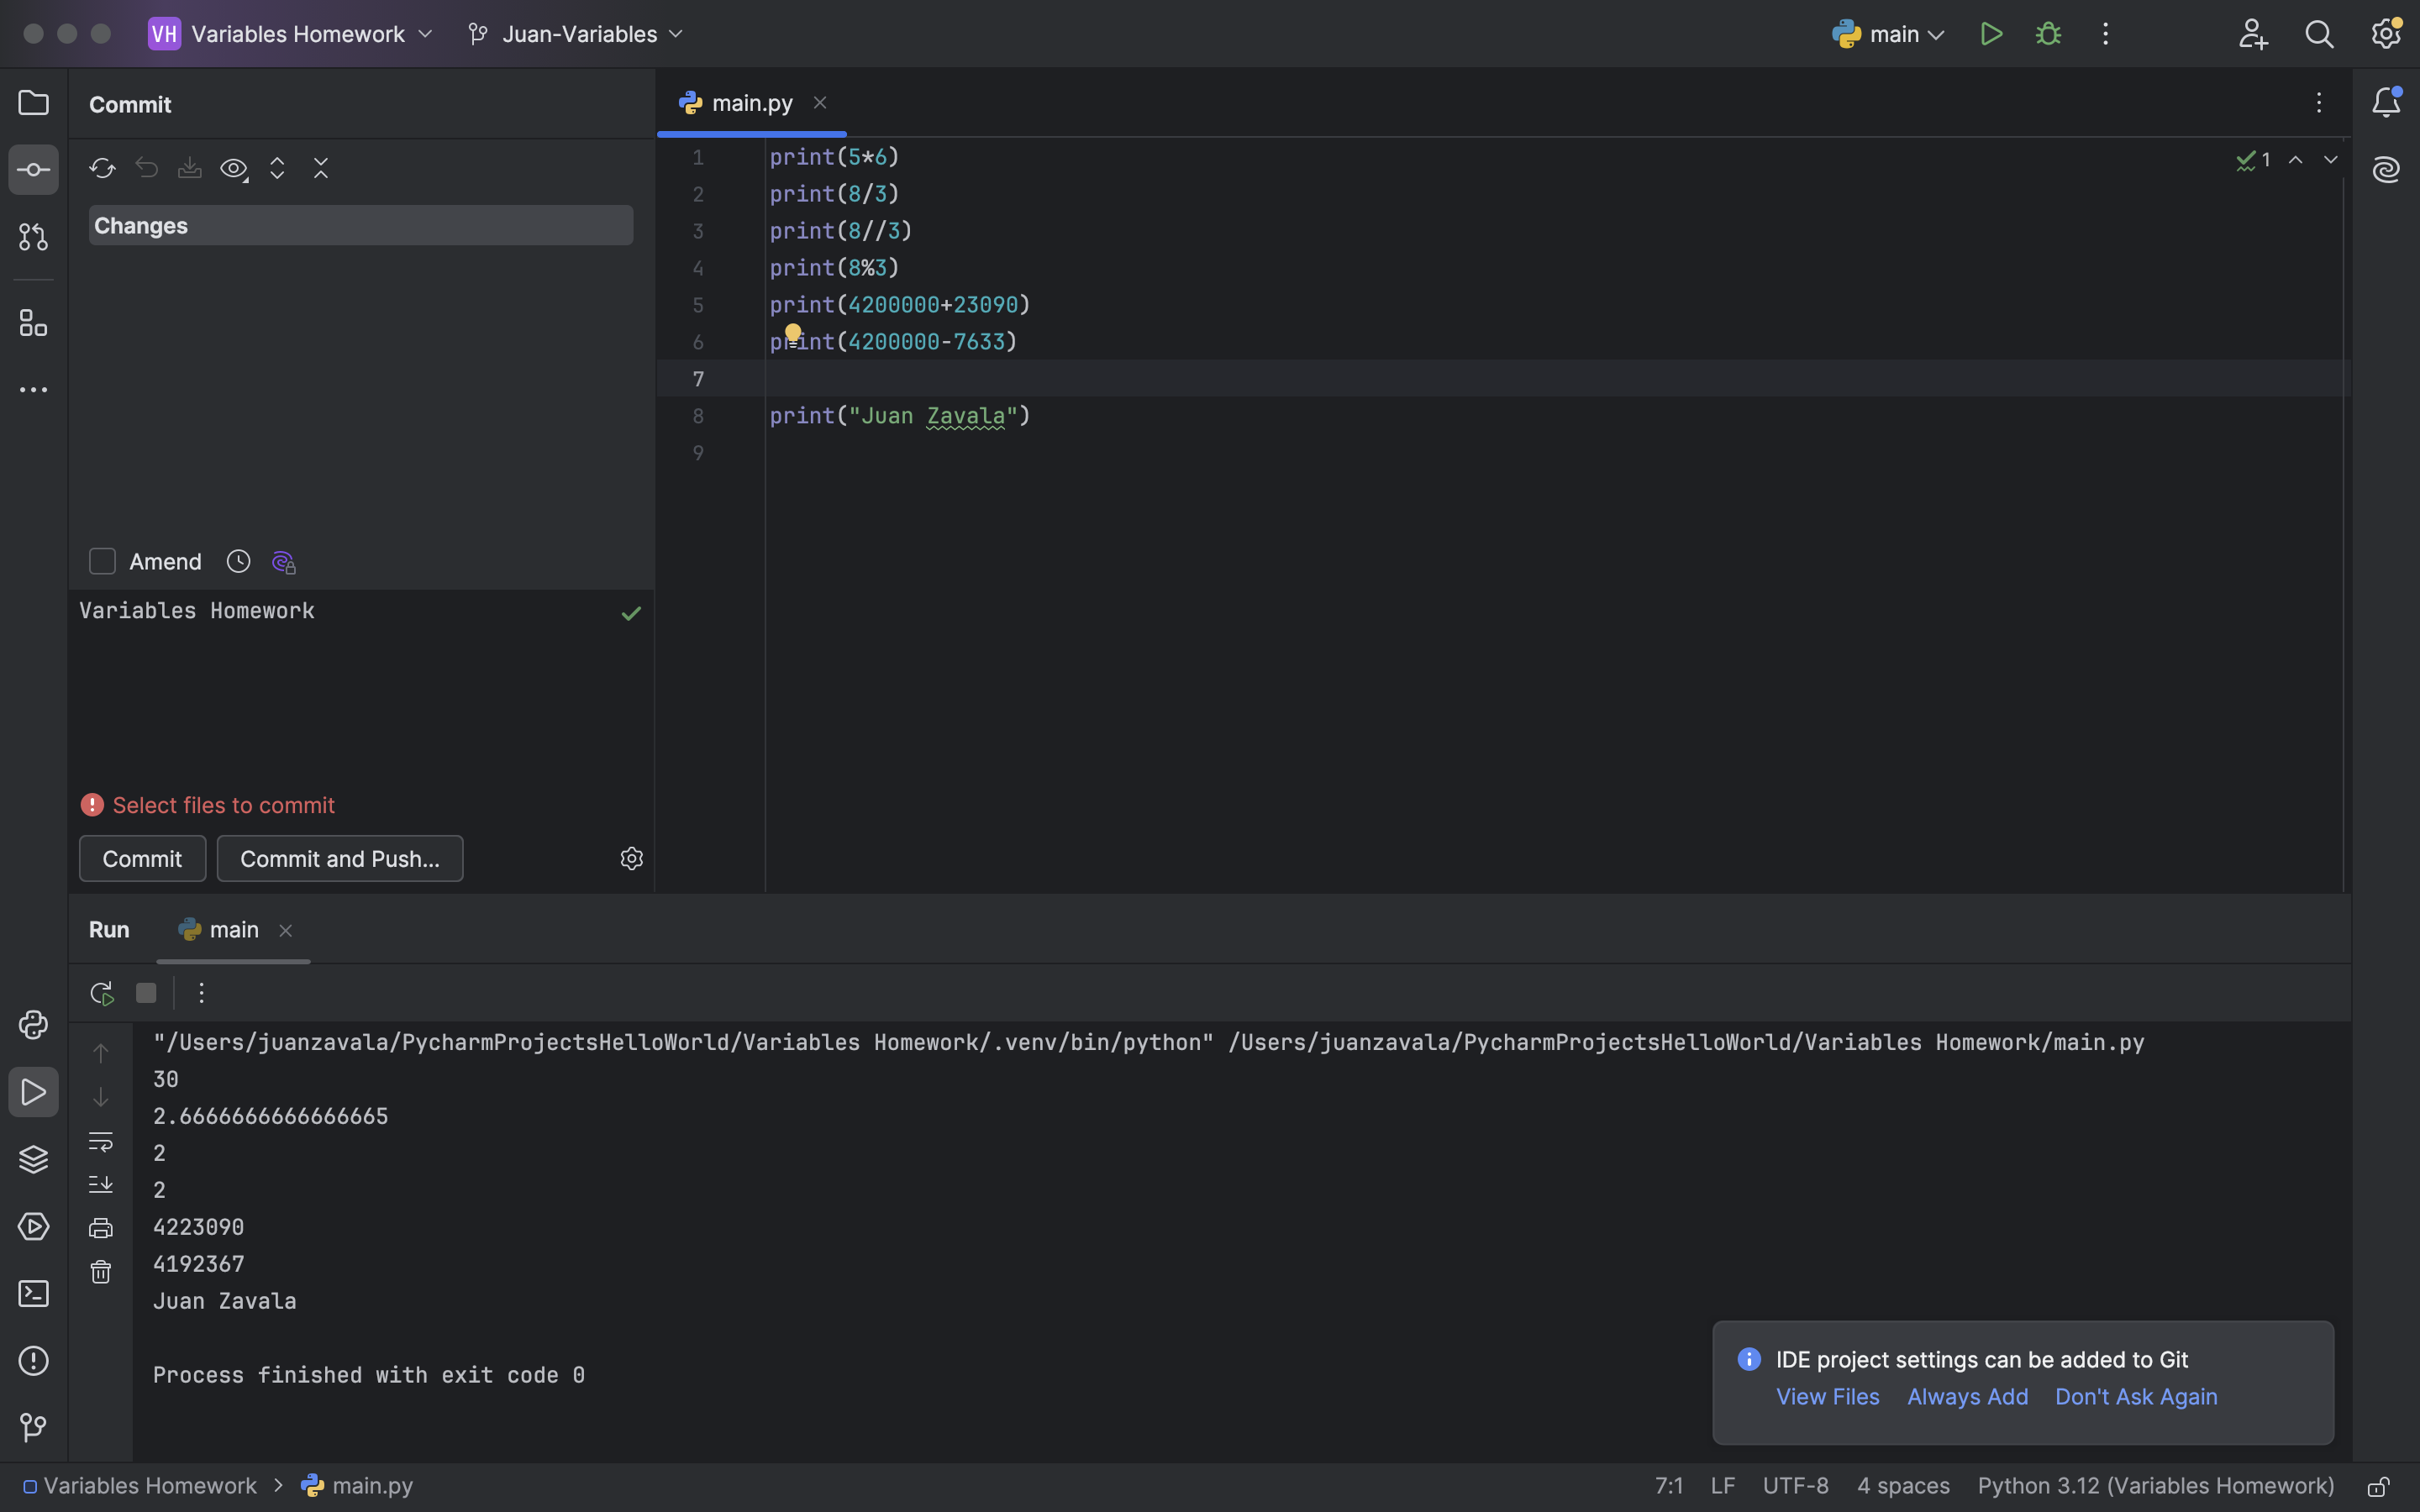 VH Variables Homework Juan-Variables main
Commit
main.py
Changes
1 print(5*6)
2 print(8/3)
3 print(8//3)
4 print(8%3)
5 print(4200000+23090)
6 print(4200000-7633)
7
8 print("Juan Zavala")
9
1
Amend
Variables Homework
Select files to commit
Commit Commit and Push...
Run main
"/Users/juanzavala/PycharmProjectsHelloWorld/Variables Homework/.venv/bin/python" /Users/juanzavala/PycharmProjectsHelloWorld/Variables Homework/main.py
30
2.6666666666666665
2
2
4223090
4192367
Juan Zavala
Process finished with exit code 0
IDE project settings can be added to Git
View Files Always Add Don't Ask Again
Variables Homework > main.py 7:1 LF UTF-8 4 spaces Python 3.12 (Variables Homework)